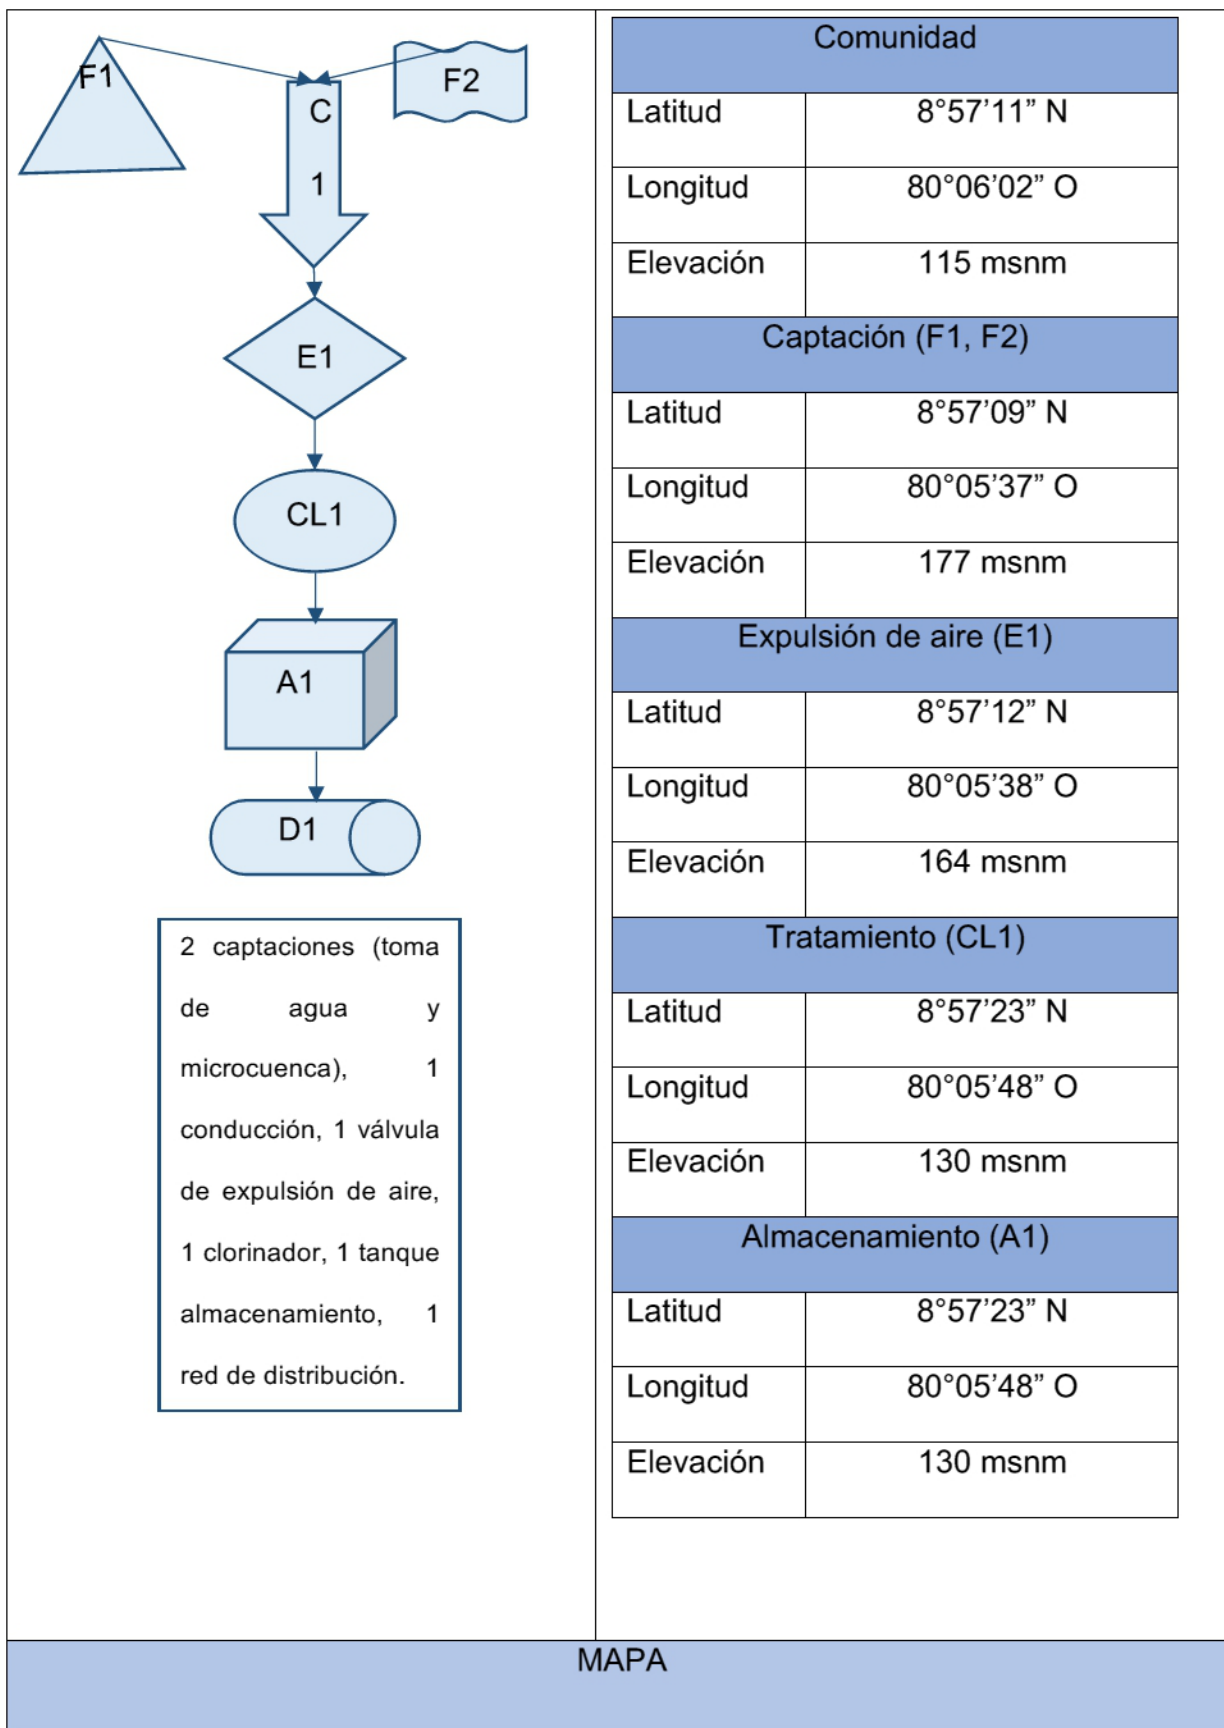 F1
F2
C
1
E1
CL1
A1
D1
2 captaciones (toma
de agua y
microcuenca), 1
conducción, 1 válvula
de expulsión de aire,
1 clorinador, 1 tanque
almacenamiento, 1
red de distribución.
Comunidad
Latitud 8°57’11” N
Longitud 80°06’02” O
Elevación 115 msnm
Captación (F1, F2)
Latitud 8°57’09” N
Longitud 80°05’37” O
Elevación 177 msnm
Expulsión de aire (E1)
Latitud 8°57’12” N
Longitud 80°05’38” O
Elevación 164 msnm
Tratamiento (CL1)
Latitud 8°57’23” N
Longitud 80°05’48” O
Elevación 130 msnm
Almacenamiento (A1)
Latitud 8°57’23” N
Longitud 80°05’48” O
Elevación 130 msnm
MAPA